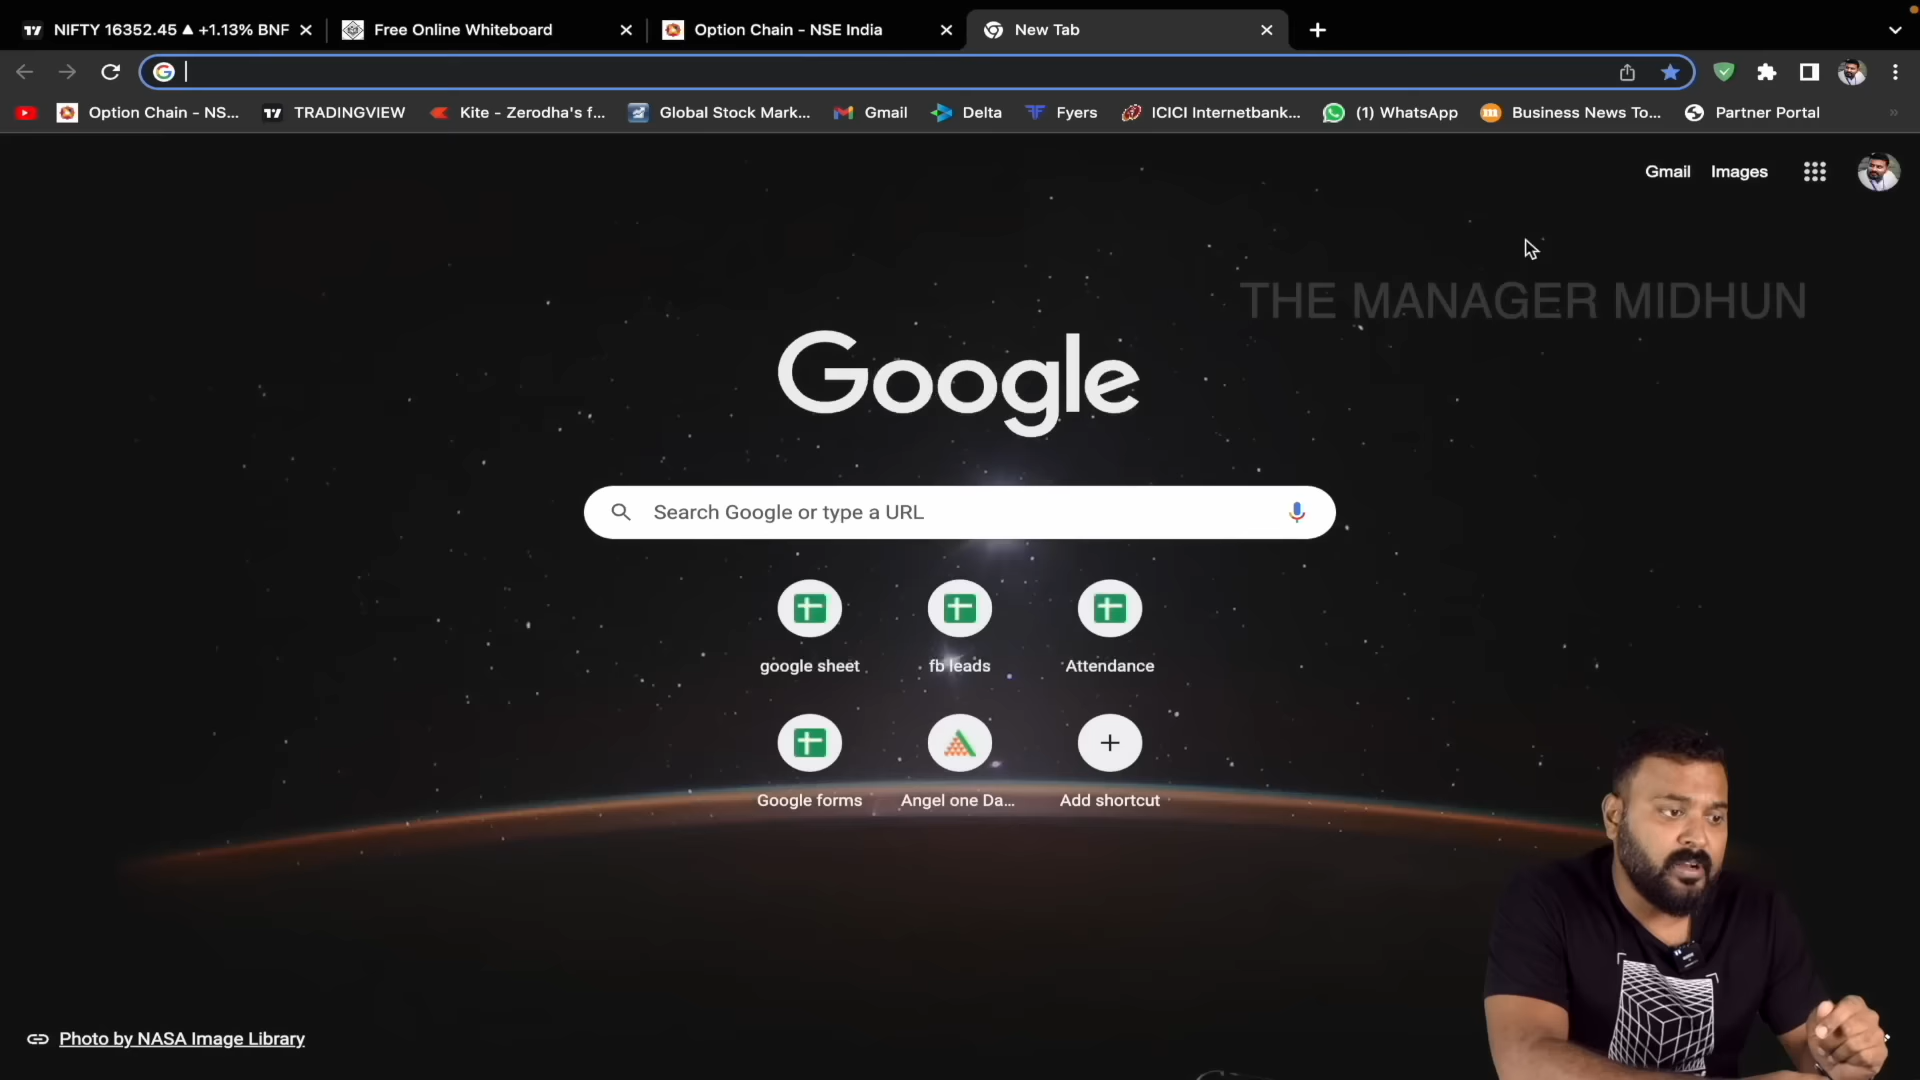 NIFTY 16352.45 ▲ +1.13% BNF
Free Online Whiteboard
Option Chain - NSE India
New Tab
Option Chain - NS...
TRADINGVIEW
Kite - Zerodha's f...
Global Stock Mark...
Gmail
Delta
Fyers
ICICI Internetbank...
(1) WhatsApp
Business News To...
Partner Portal
Gmail
Images
THE MANAGER MIDHUN
Google
Search Google or type a URL
google sheet
fb leads
Attendance
Google forms
Angel one Da...
Add shortcut
Photo by NASA Image Library